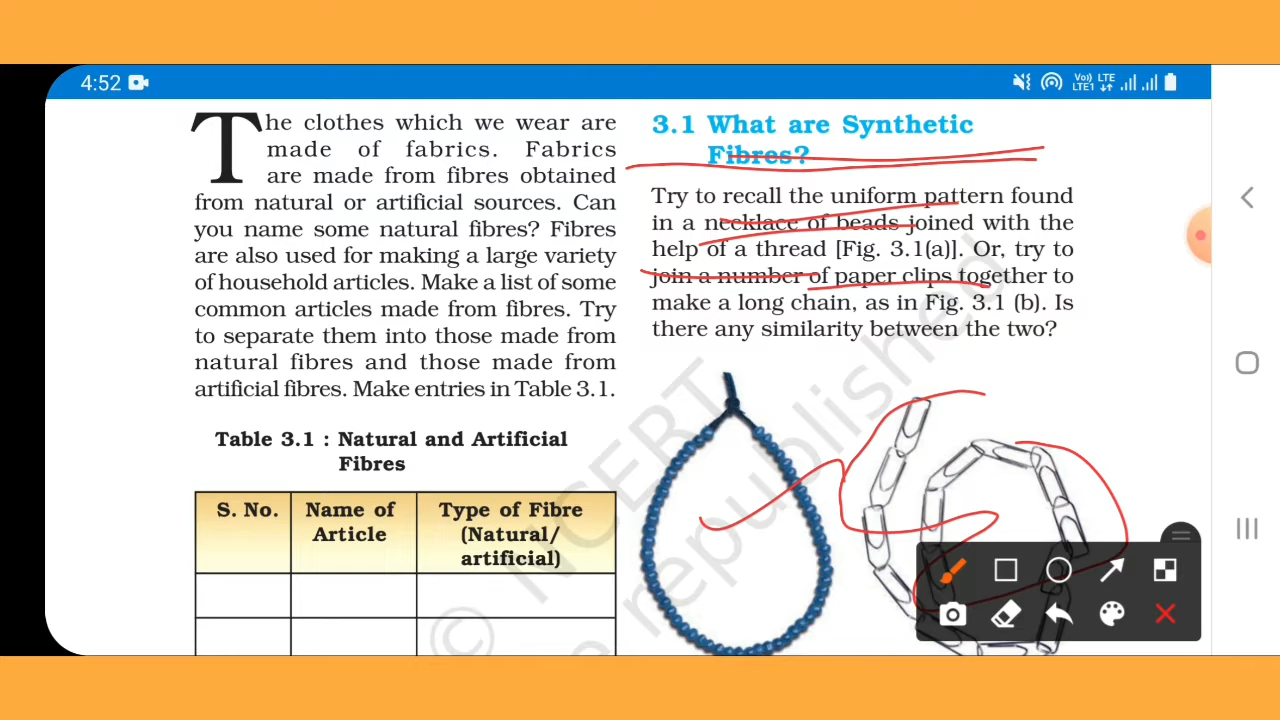 4:52
Vo)) LTE
LTE1
The clothes which we wear are
made of fabrics. Fabrics
are made from fibres obtained
from natural or artificial sources. Can
you name some natural fibres? Fibres
are also used for making a large variety
of household articles. Make a list of some
common articles made from fibres. Try
to separate them into those made from
natural fibres and those made from
artificial fibres. Make entries in Table 3.1.
Table 3.1 : Natural and Artificial
Fibres
S. No.
Name of
Article
Type of Fibre
(Natural/
artificial)
3.1 What are Synthetic
Fibres?
Try to recall the uniform pattern found
in a necklace of beads joined with the
help of a thread [Fig. 3.1(a)]. Or, try to
join a number of paper clips together to
make a long chain, as in Fig. 3.1 (b). Is
there any similarity between the two?
© NCERT
republished